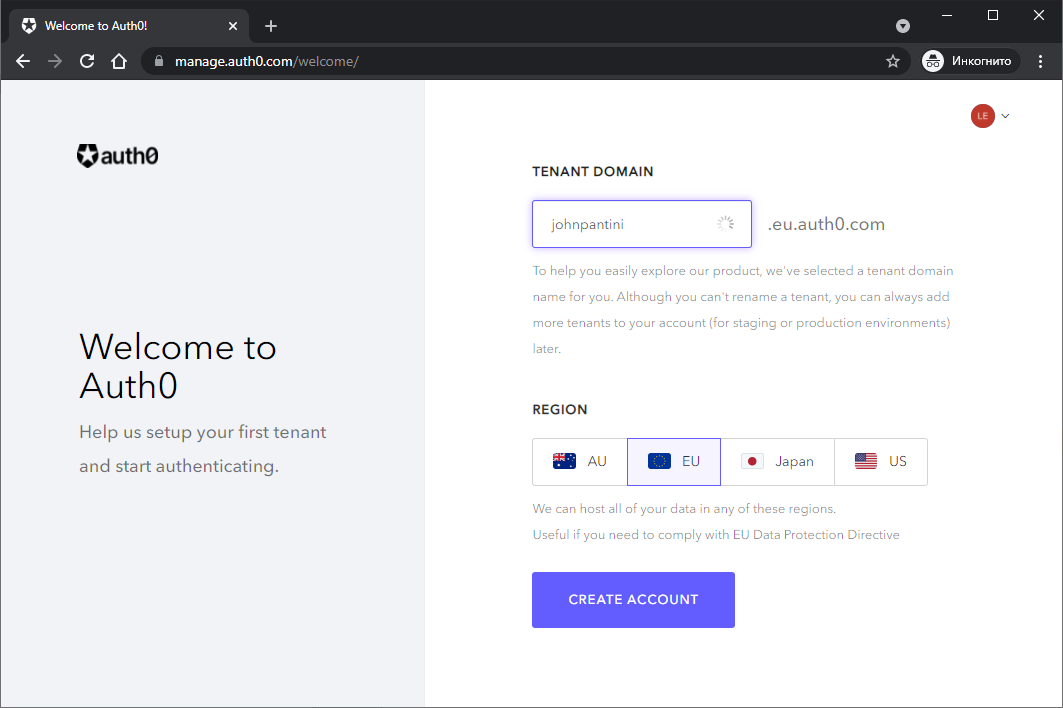 Welcome to Auth0!
manage.auth0.com/welcome/
Инкогнито
LE
auth0
Welcome to
Auth0
Help us setup your first tenant
and start authenticating.
TENANT DOMAIN
johnpantini .eu.auth0.com
To help you easily explore our product, we've selected a tenant domain
name for you. Although you can't rename a tenant, you can always add
more tenants to your account (for staging or production environments)
later.
REGION
AU EU Japan US
We can host all of your data in any of these regions.
Useful if you need to comply with EU Data Protection Directive
CREATE ACCOUNT